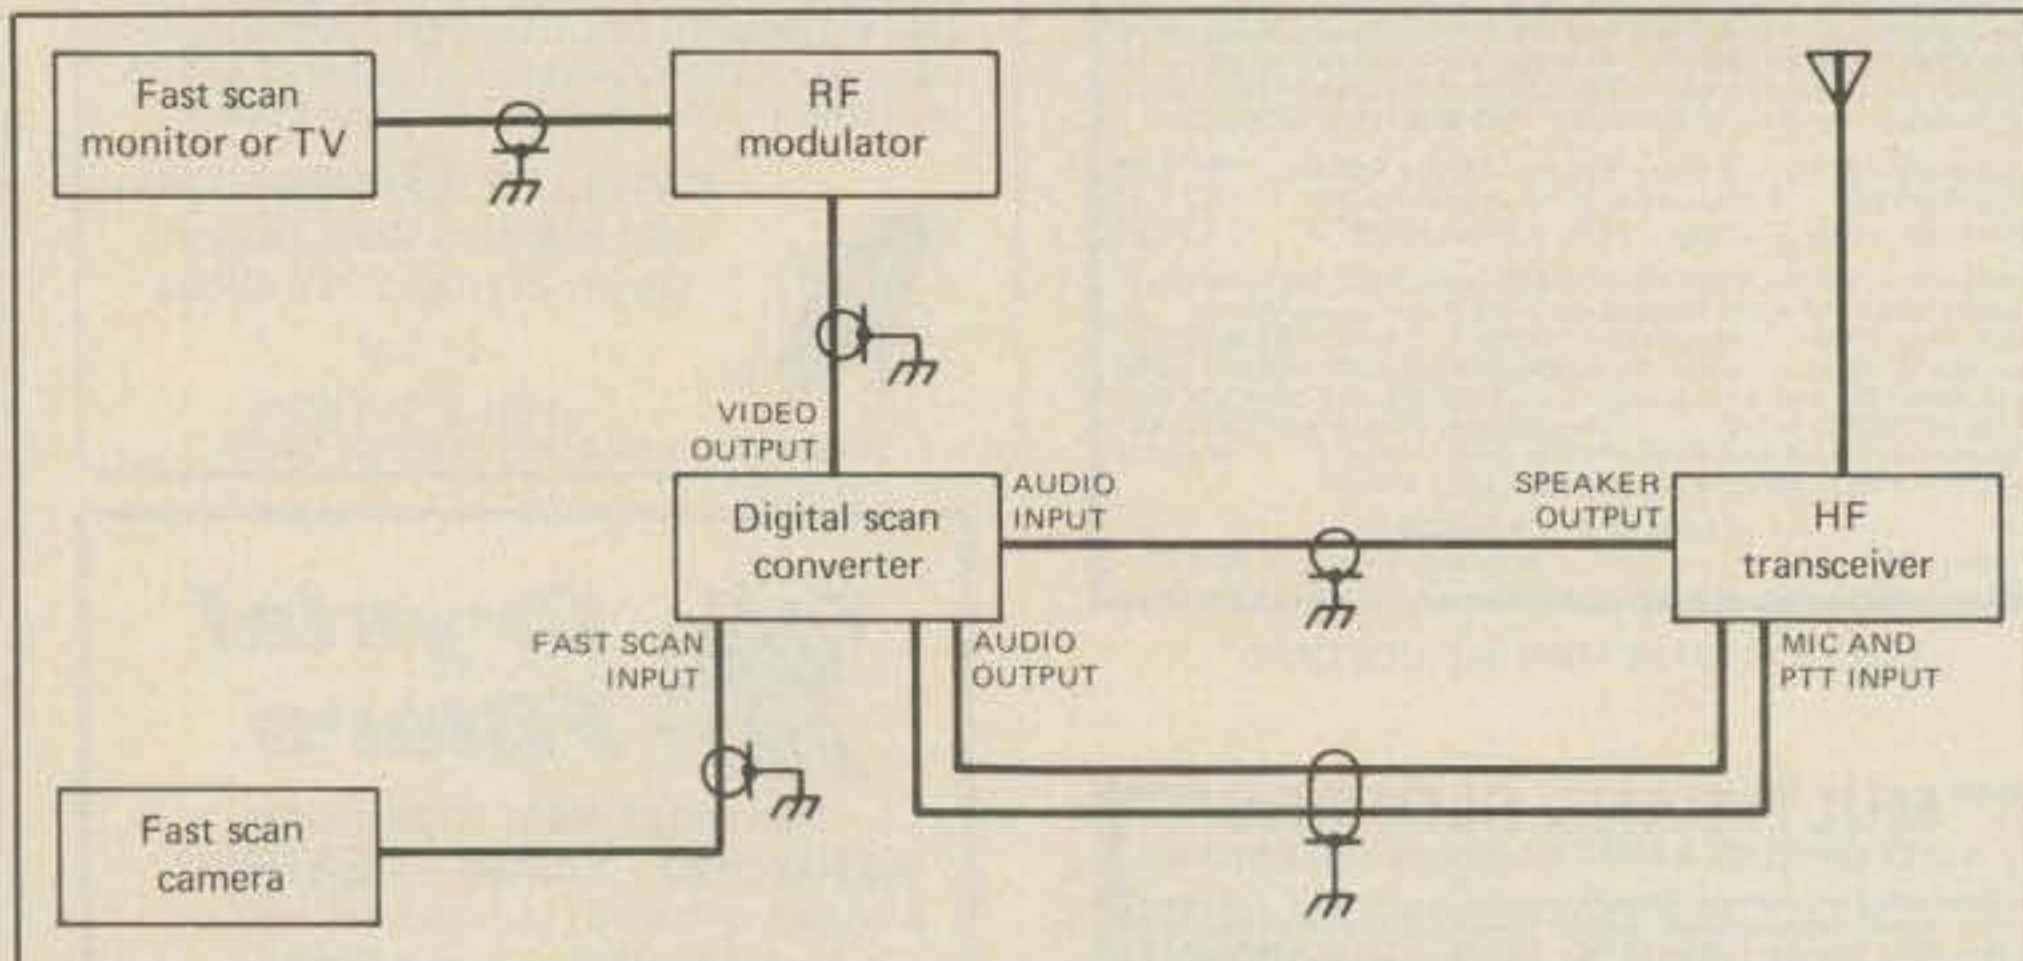 Fast scan
monitor or TV
RF
modulator
VIDEO
OUTPUT
Digital scan
converter
AUDIO
INPUT
SPEAKER
OUTPUT
HF
transceiver
FAST SCAN
INPUT
AUDIO
OUTPUT
MIC AND
PTT INPUT
Fast scan
camera